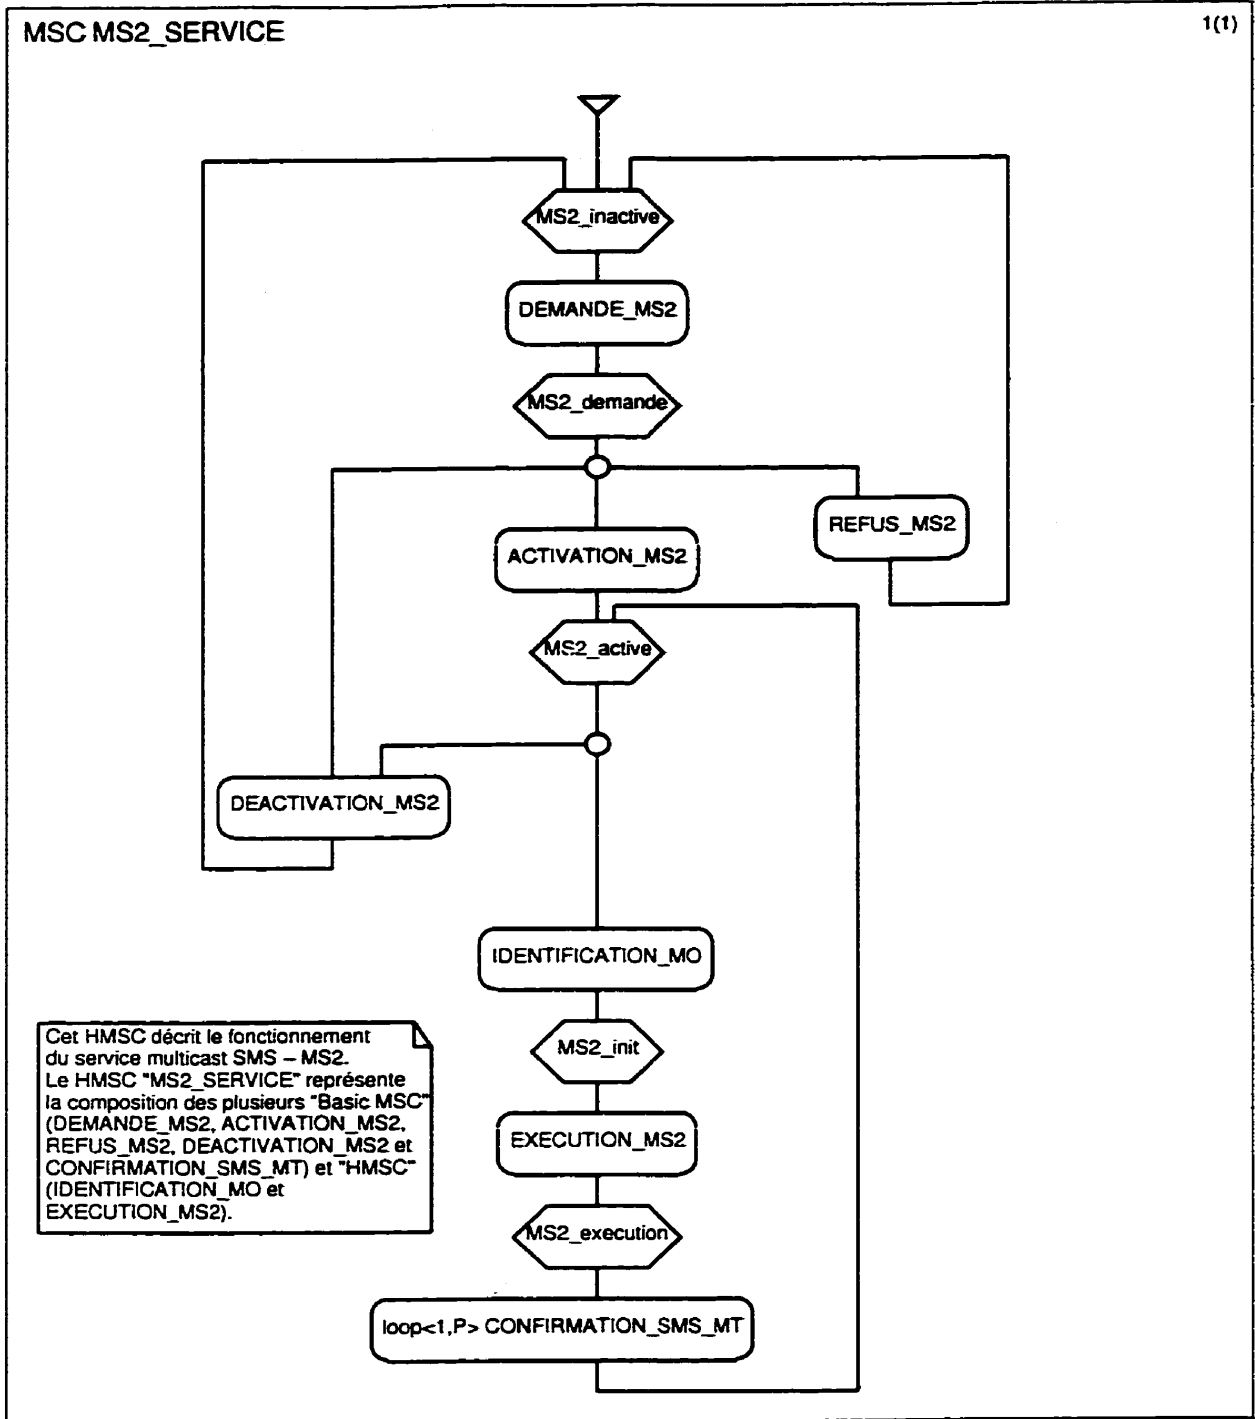 MSC MS2_SERVICE
1(1)
MS2_inactive
DEMANDE_MS2
MS2_demande
REFUS_MS2
ACTIVATION_MS2
MS2_active
DEACTIVATION_MS2
IDENTIFICATION_MO
MS2_init
EXECUTION_MS2
MS2_execution
loop<1,P> CONFIRMATION_SMS_MT
Cet HMSC décrit le fonctionnement
du service multicast SMS – MS2.
Le HMSC "MS2_SERVICE" représente
la composition des plusieurs "Basic MSC"
(DEMANDE_MS2, ACTIVATION_MS2,
REFUS_MS2, DEACTIVATION_MS2 et
CONFIRMATION_SMS_MT) et "HMSC"
(IDENTIFICATION_MO et
EXECUTION_MS2).